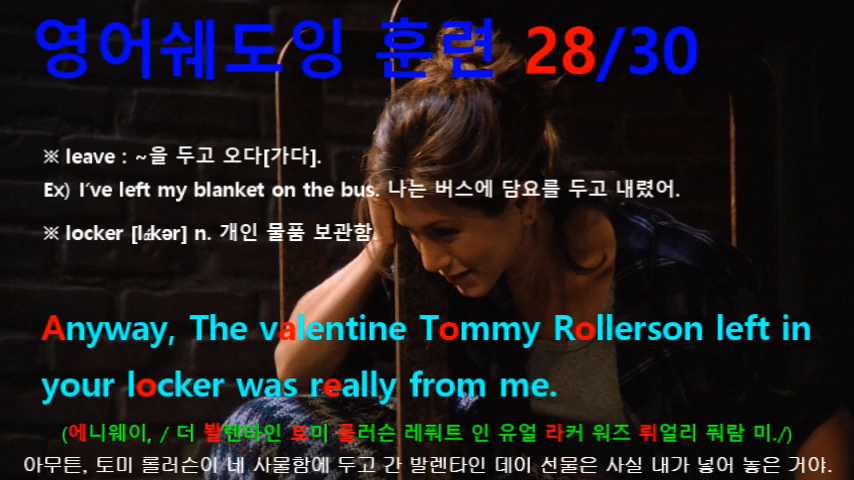 영어쉐도잉 훈련 28/30
※ leave : ~을 두고 오다[가다].
Ex) I've left my blanket on the bus. 나는 버스에 담요를 두고 내렸어.
※ locker [lɑ́kər] n. 개인 물품 보관함.
Anyway, The valentine Tommy Rollerson left in
your locker was really from me.
(에니웨이, / 더 봘렌타인 토미 롤러슨 레풔트 인 유얼 라커 워즈 뤼얼리 풔람 미./)
아무튼, 토미 롤러슨이 네 사물함에 두고 간 발렌타인 데이 선물은 사실 내가 넣어 놓은 거야.